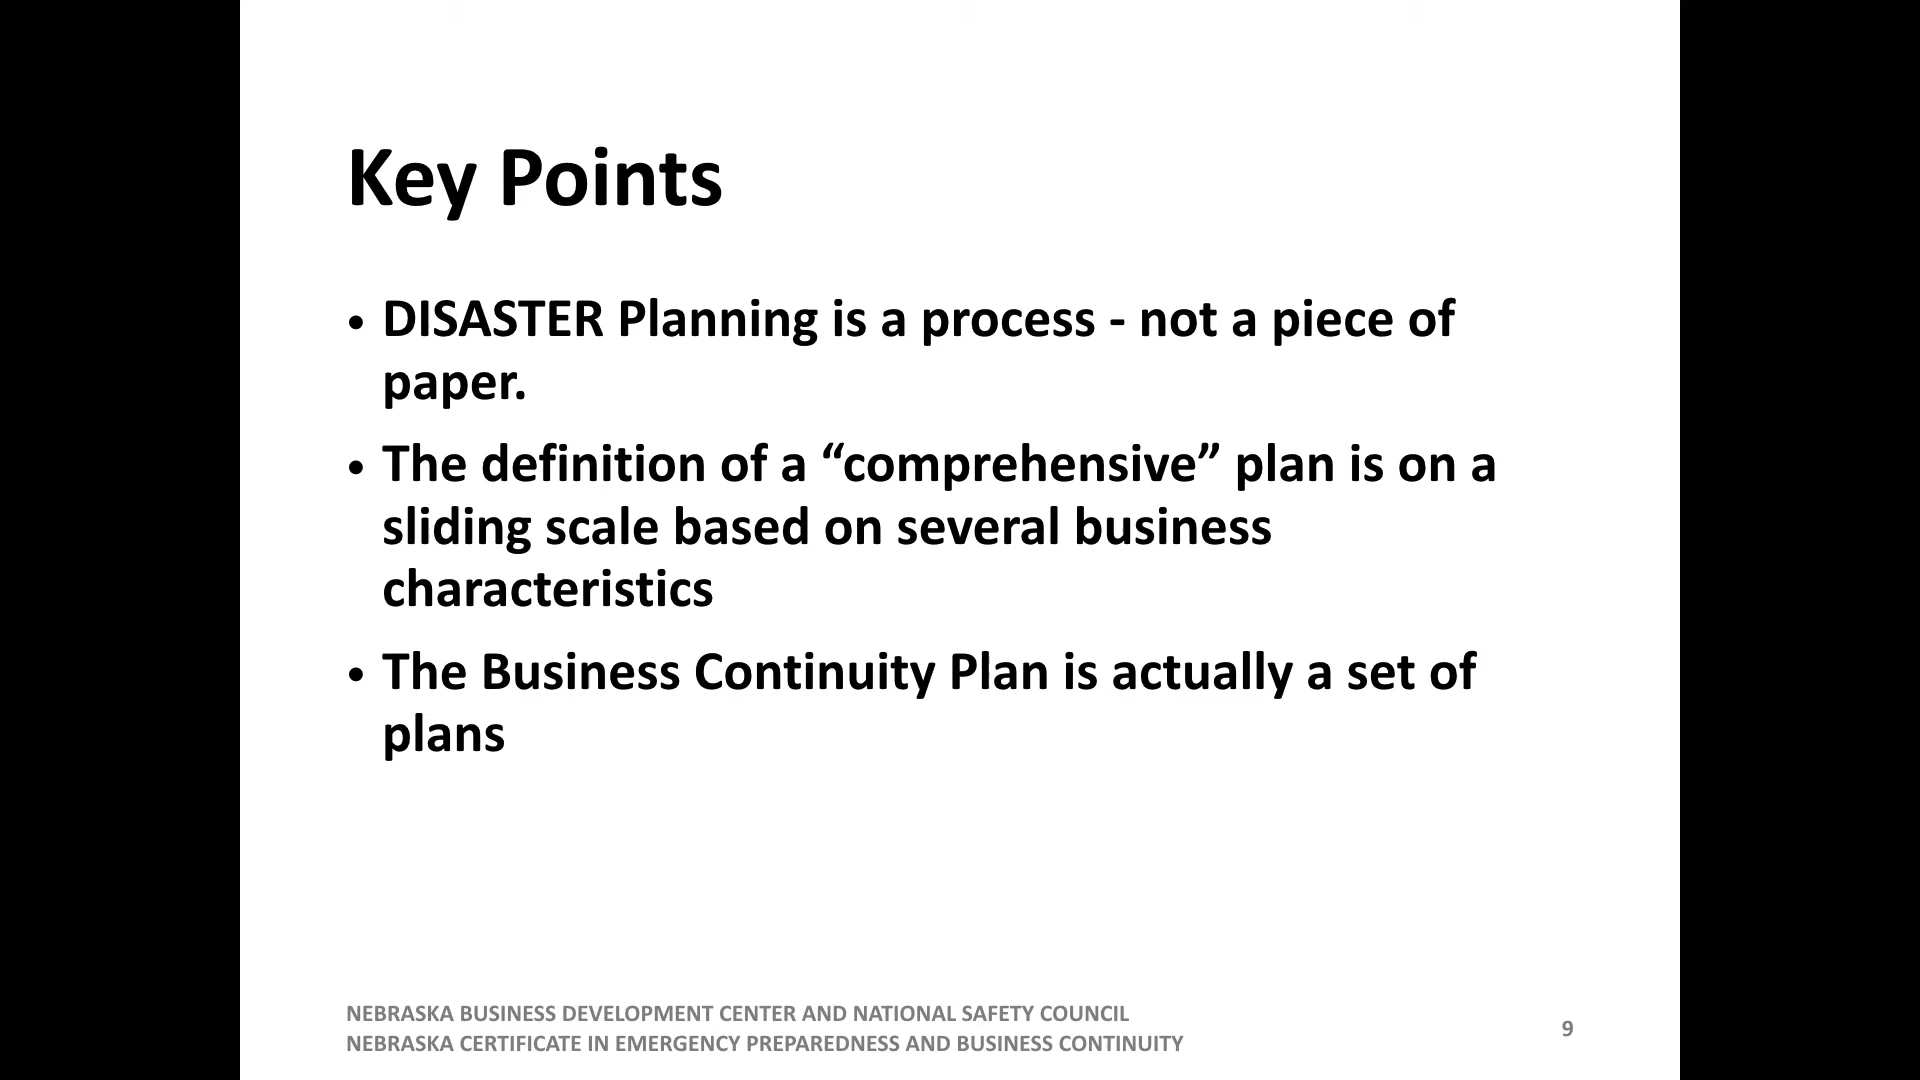 Key Points
• DISASTER Planning is a process - not a piece of
paper.
• The definition of a “comprehensive” plan is on a
sliding scale based on several business
characteristics
• The Business Continuity Plan is actually a set of
plans
NEBRASKA BUSINESS DEVELOPMENT CENTER AND NATIONAL SAFETY COUNCIL
NEBRASKA CERTIFICATE IN EMERGENCY PREPAREDNESS AND BUSINESS CONTINUITY
9